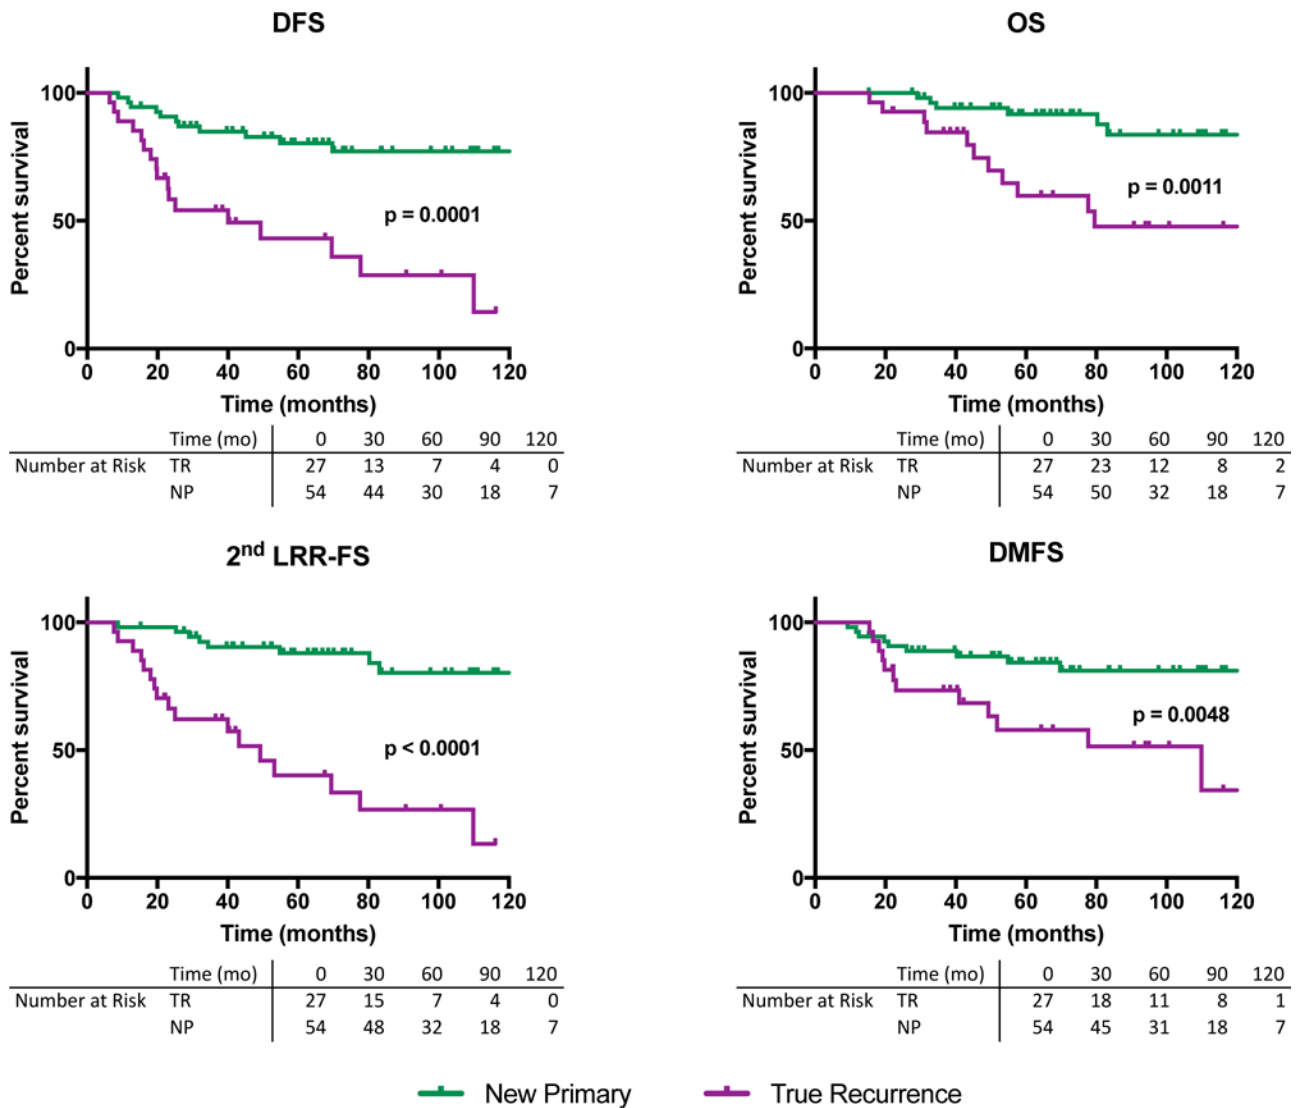 DFS
Percent survival
100
50
0
p = 0.0001
0 20 40 60 80 100 120
Time (months)
Time (mo) 0 30 60 90 120
Number at Risk TR 27 13 7 4 0
NP 54 44 30 18 7
OS
Percent survival
100
50
0
p = 0.0011
0 20 40 60 80 100 120
Time (months)
Time (mo) 0 30 60 90 120
Number at Risk TR 27 23 12 8 2
NP 54 50 32 18 7
2nd LRR-FS
Percent survival
100
50
0
p < 0.0001
0 20 40 60 80 100 120
Time (months)
Time (mo) 0 30 60 90 120
Number at Risk TR 27 15 7 4 0
NP 54 48 32 18 7
DMFS
Percent survival
100
50
0
p = 0.0048
0 20 40 60 80 100 120
Time (months)
Time (mo) 0 30 60 90 120
Number at Risk TR 27 18 11 8 1
NP 54 45 31 18 7
New Primary True Recurrence